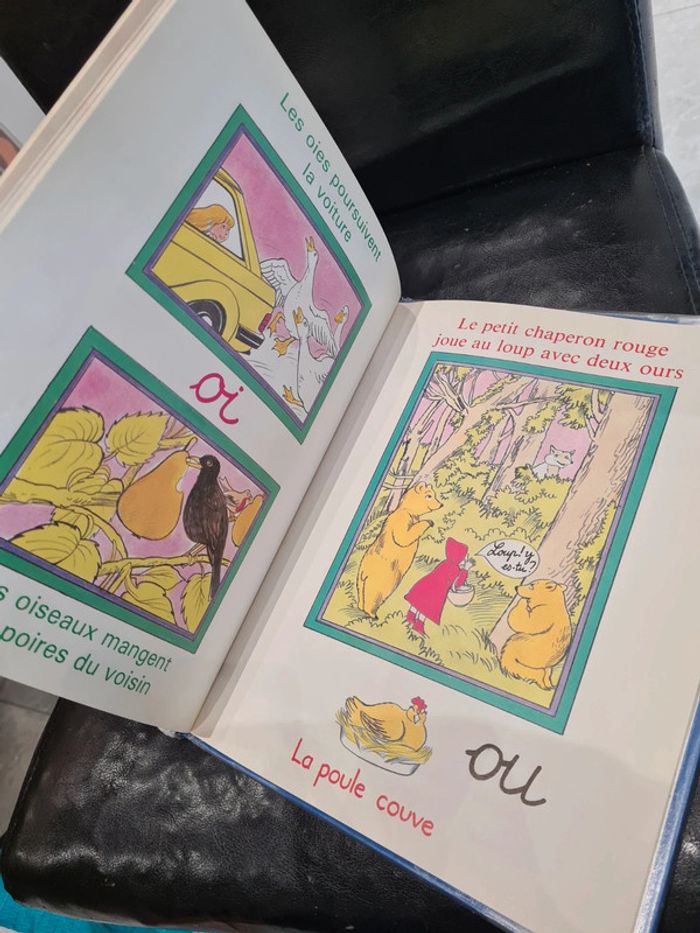 Les oies poursuivent
la voiture
oi
oiseaux mangent
poires du voisin
Le petit chaperon rouge
joue au loup avec deux ours
Loup! y
es-tu?
La poule couve
ou